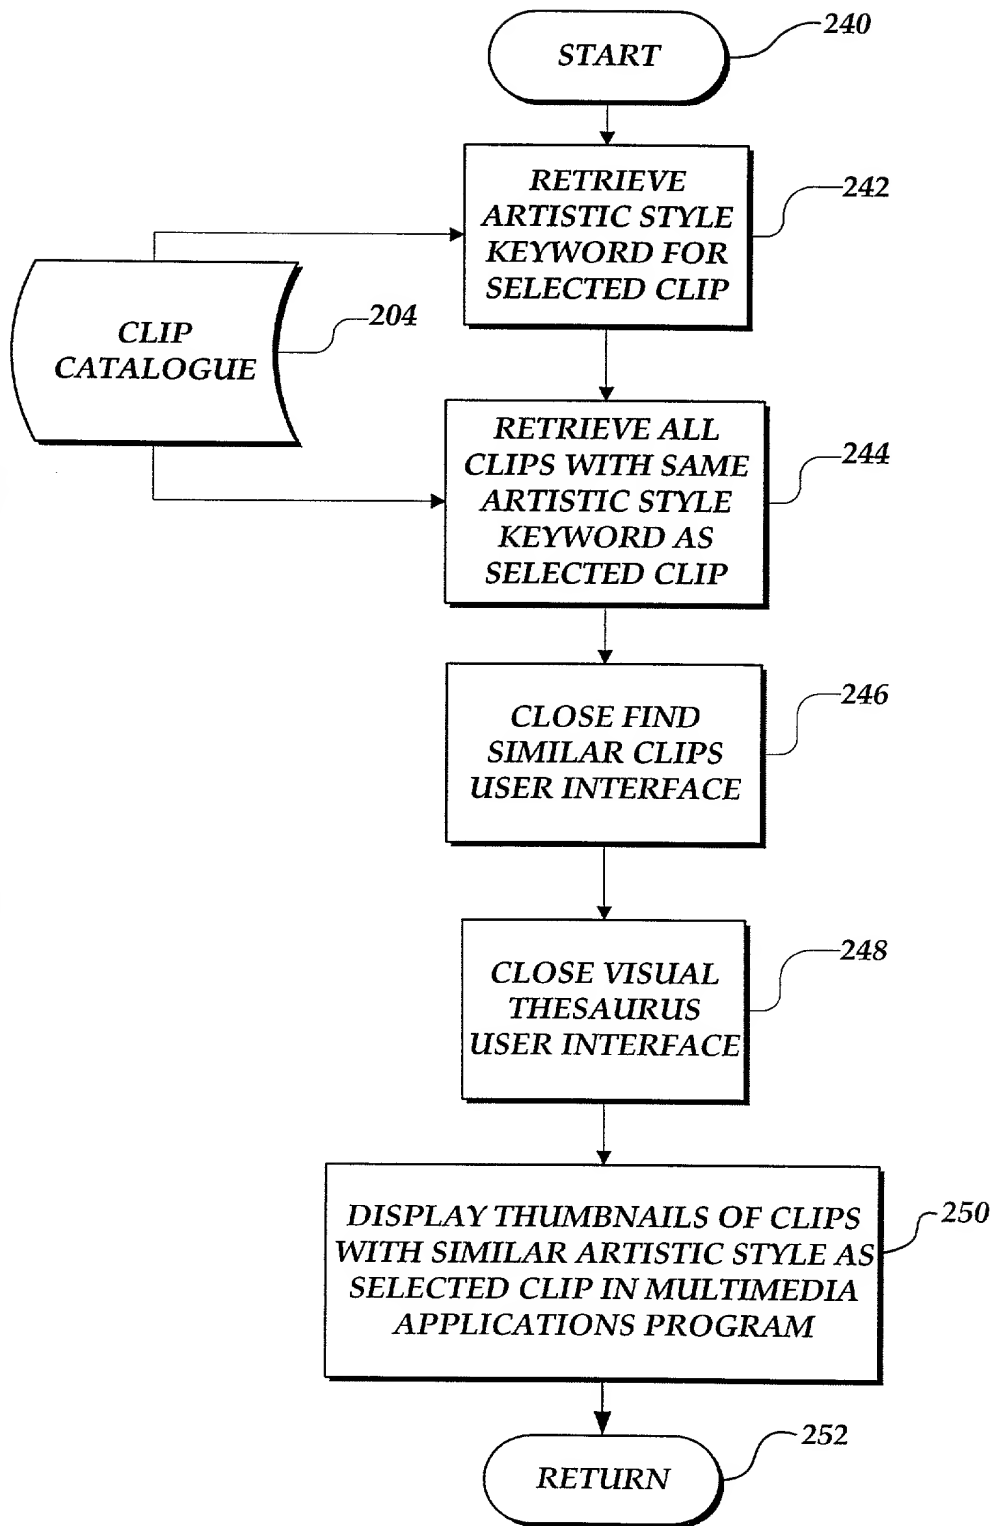 START
240
RETRIEVE
ARTISTIC STYLE
KEYWORD FOR
SELECTED CLIP
242
CLIP
CATALOGUE
204
RETRIEVE ALL
CLIPS WITH SAME
ARTISTIC STYLE
KEYWORD AS
SELECTED CLIP
244
CLOSE FIND
SIMILAR CLIPS
USER INTERFACE
246
CLOSE VISUAL
THESAURUS
USER INTERFACE
248
DISPLAY THUMBNAILS OF CLIPS
WITH SIMILAR ARTISTIC STYLE AS
SELECTED CLIP IN MULTIMEDIA
APPLICATIONS PROGRAM
250
RETURN
252